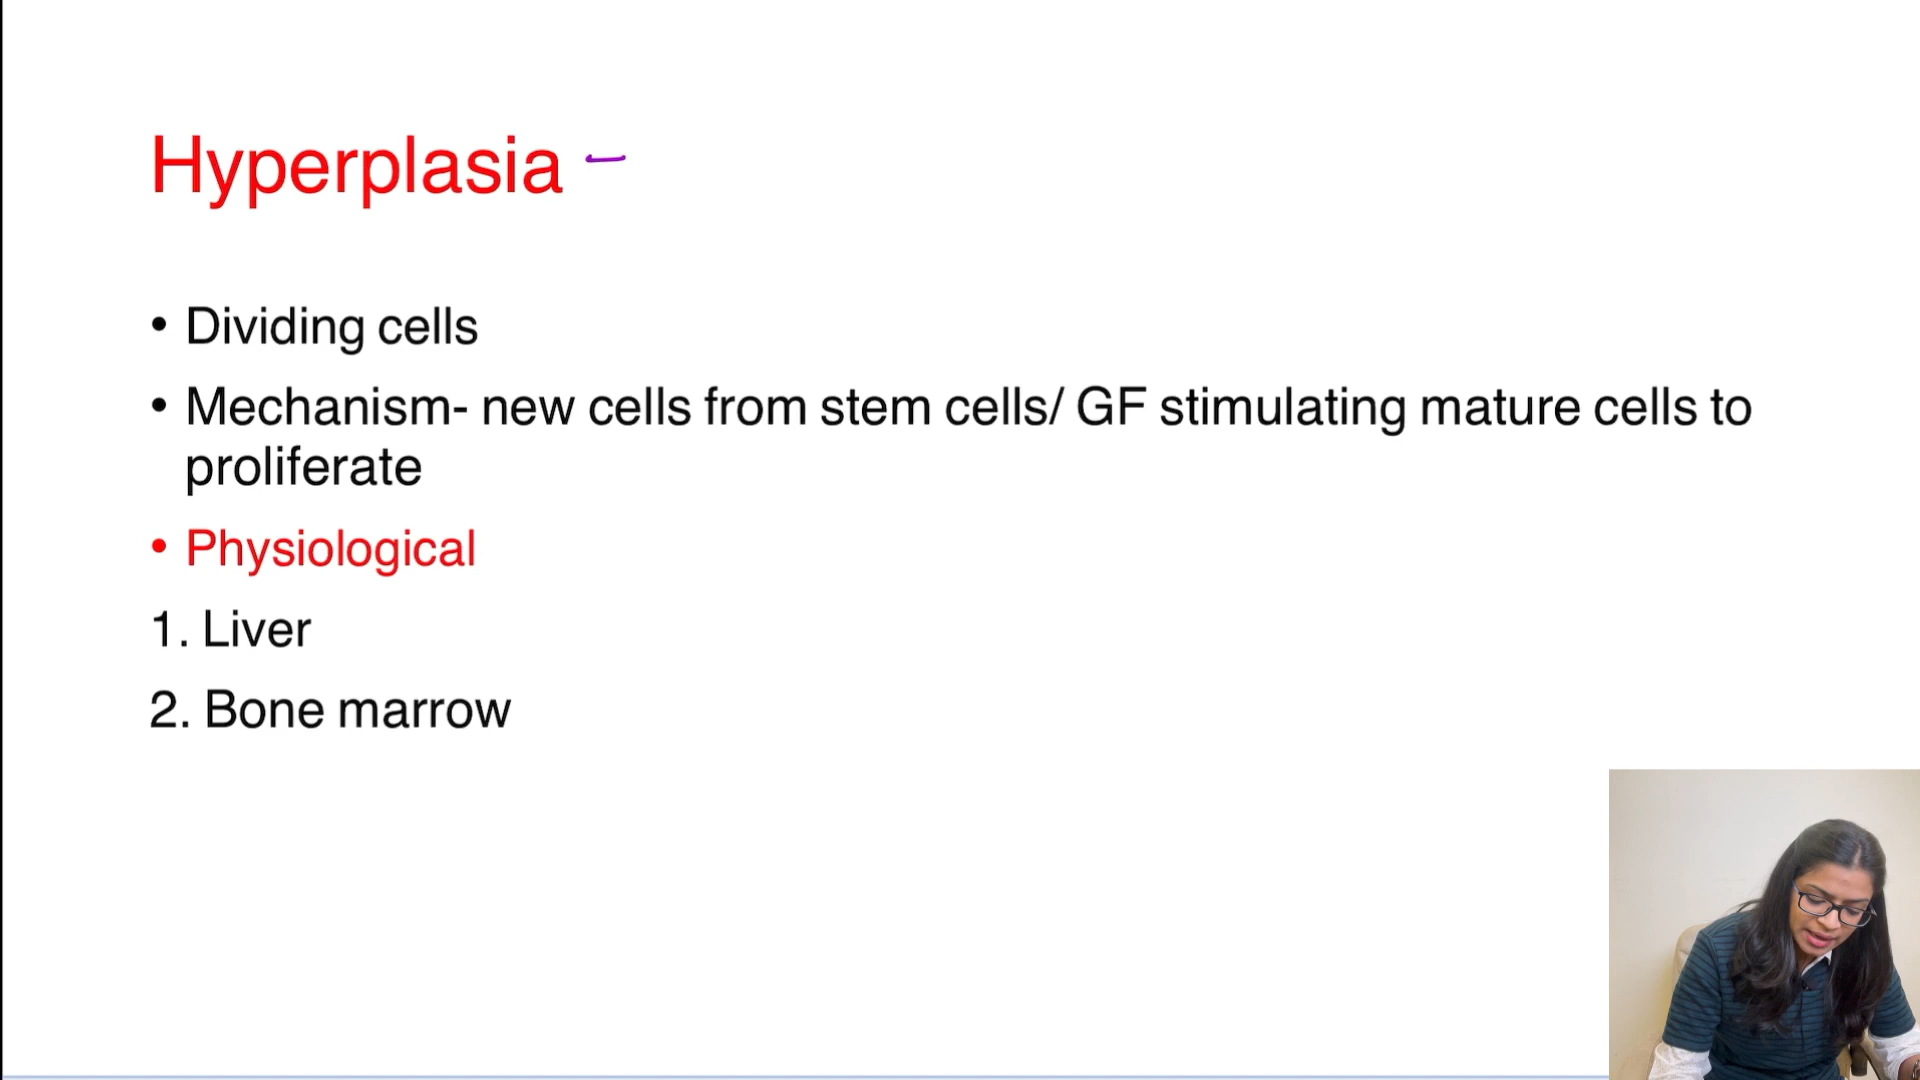 Hyperplasia -
• Dividing cells
• Mechanism- new cells from stem cells/ GF stimulating mature cells to
proliferate
• Physiological
1. Liver
2. Bone marrow